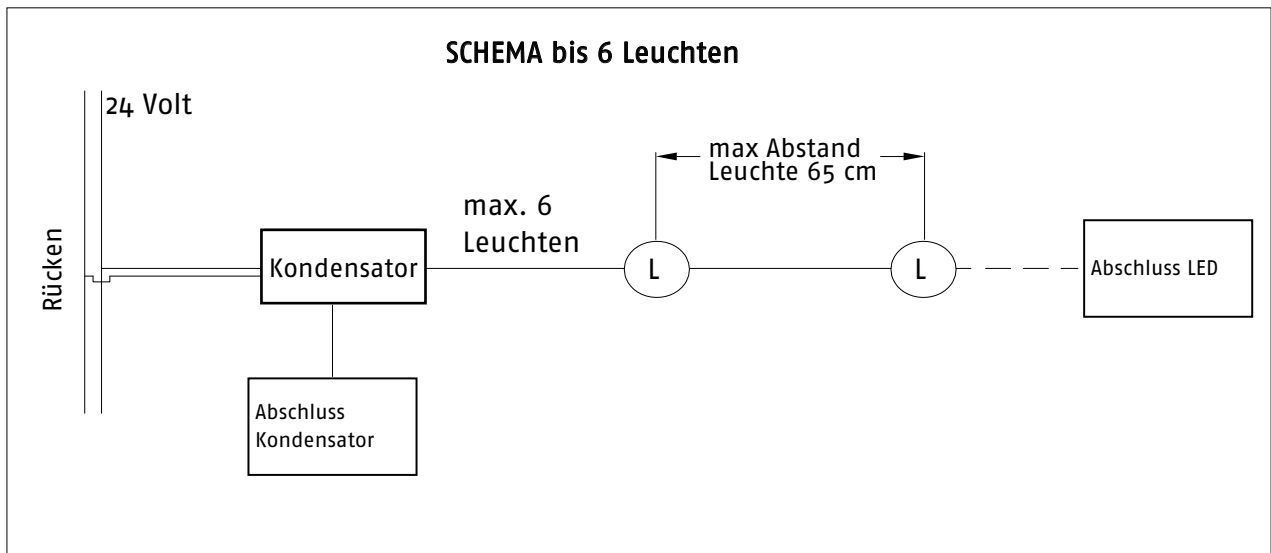 SCHEMA bis 6 Leuchten
24 Volt
Rücken
Kondensator
max. 6
Leuchten
max Abstand
Leuchte 65 cm
L
L
Abschluss LED
Abschluss
Kondensator